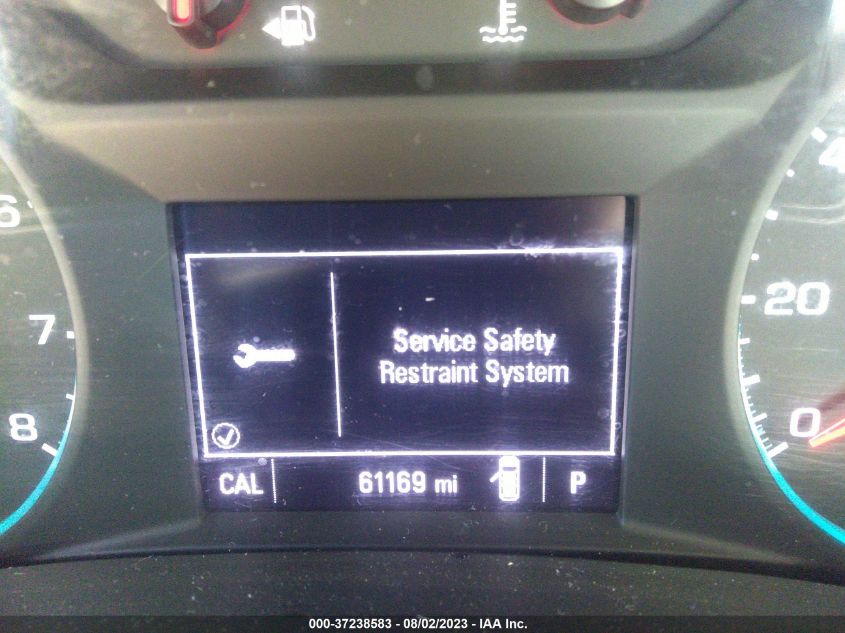 6
4
7
20
Service Safety
Restraint System
8
0
CAL 61169 mi P
000-37238583 - 08/02/2023 - IAA Inc.